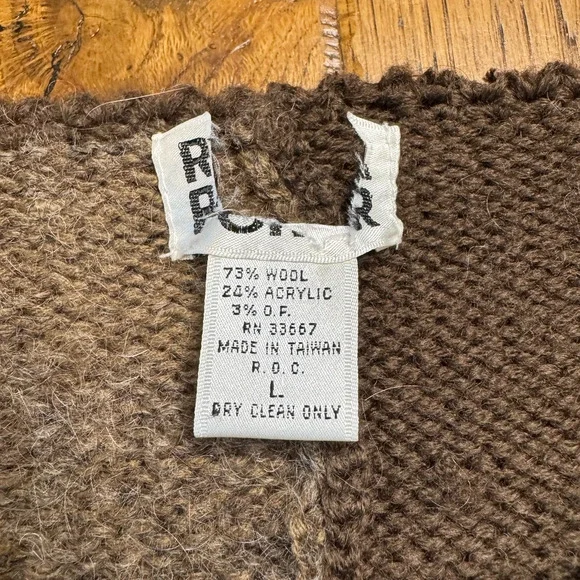 73% WOOL
24% ACRYLIC
3% O.F.
RN 33667
MADE IN TAIWAN
R.O.C.
L
DRY CLEAN ONLY